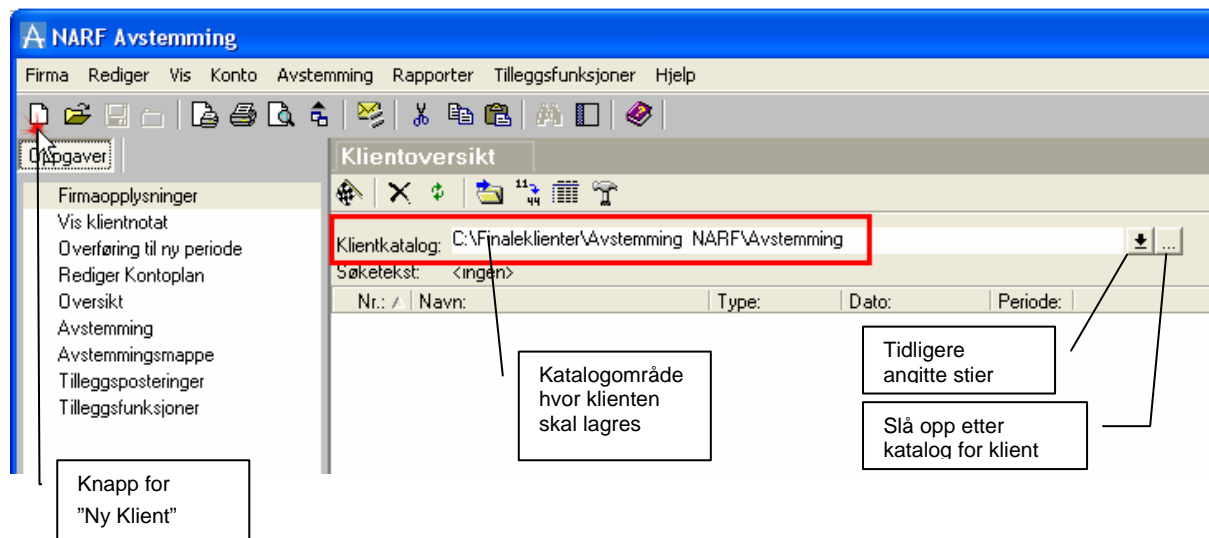 NARF Avstemming
Firma Rediger Vis Konto Avstemming Rapporter Tilleggsfunksjoner Hjelp
Oppgaver
Firmaopplysninger
Vis klientnotat
Overføring til ny periode
Rediger Kontoplan
Oversikt
Avstemming
Avstemmingsmappe
Tilleggsposteringer
Tilleggsfunksjoner
Klientoversikt
Klientkatalog: C:\Finaleklienter\Avstemming NARF\Avstemming
Søketekst: <ingen>
Nr.: Navn: Type: Dato: Periode:
Katalogområde
hvor klienten
skal lagres
Tidligere
angitte stier
Slå opp etter
katalog for klient
Knapp for
”Ny Klient”